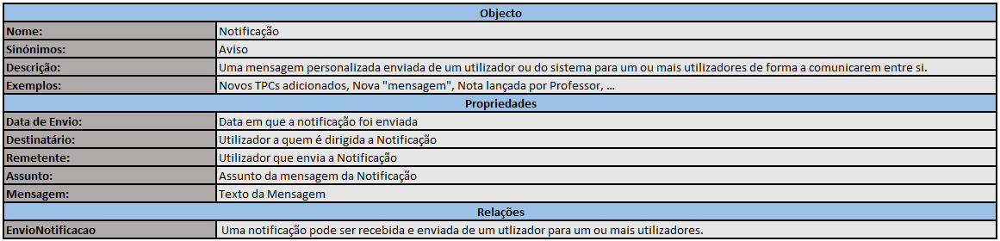 Objecto
Nome: Notificação
Sinónimos: Aviso
Descrição: Uma mensagem personalizada enviada de um utilizador ou do sistema para um ou mais utilizadores de forma a comunicarem entre si.
Exemplos: Novos TPCs adicionados, Nova "mensagem", Nota lançada por Professor, ...
Propriedades
Data de Envio: Data em que a notificação foi enviada
Destinatário: Utilizador a quem é dirigida a Notificação
Remetente: Utilizador que envia a Notificação
Assunto: Assunto da mensagem da Notificação
Mensagem: Texto da Mensagem
Relações
EnvioNotificacao Uma notificação pode ser recebida e enviada de um utlizador para um ou mais utilizadores.